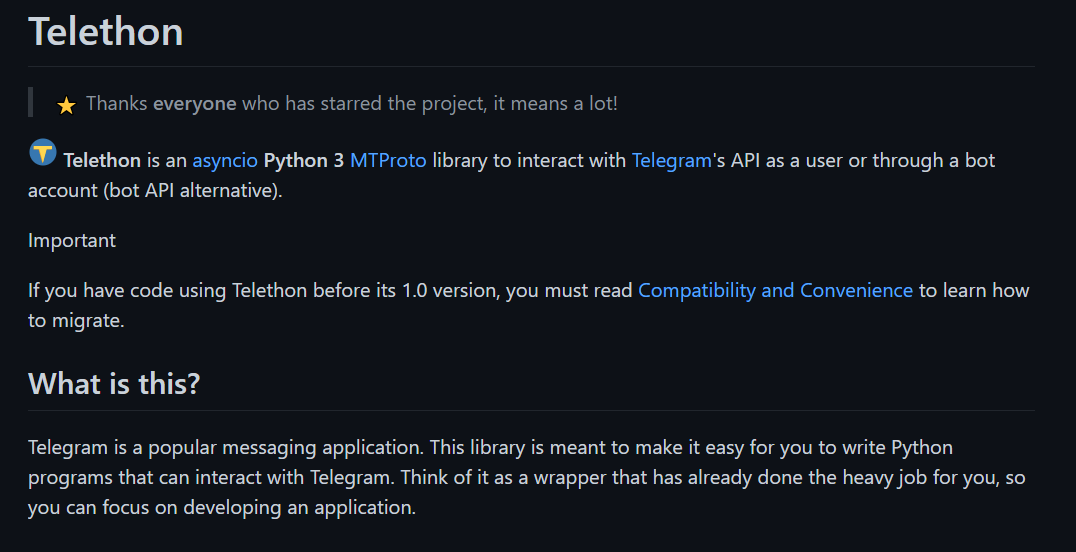 Telethon
⭐ Thanks everyone who has starred the project, it means a lot!
Telethon is an asyncio Python 3 MTProto library to interact with Telegram's API as a user or through a bot
account (bot API alternative).
Important
If you have code using Telethon before its 1.0 version, you must read Compatibility and Convenience to learn how
to migrate.
What is this?
Telegram is a popular messaging application. This library is meant to make it easy for you to write Python
programs that can interact with Telegram. Think of it as a wrapper that has already done the heavy job for you, so
you can focus on developing an application.